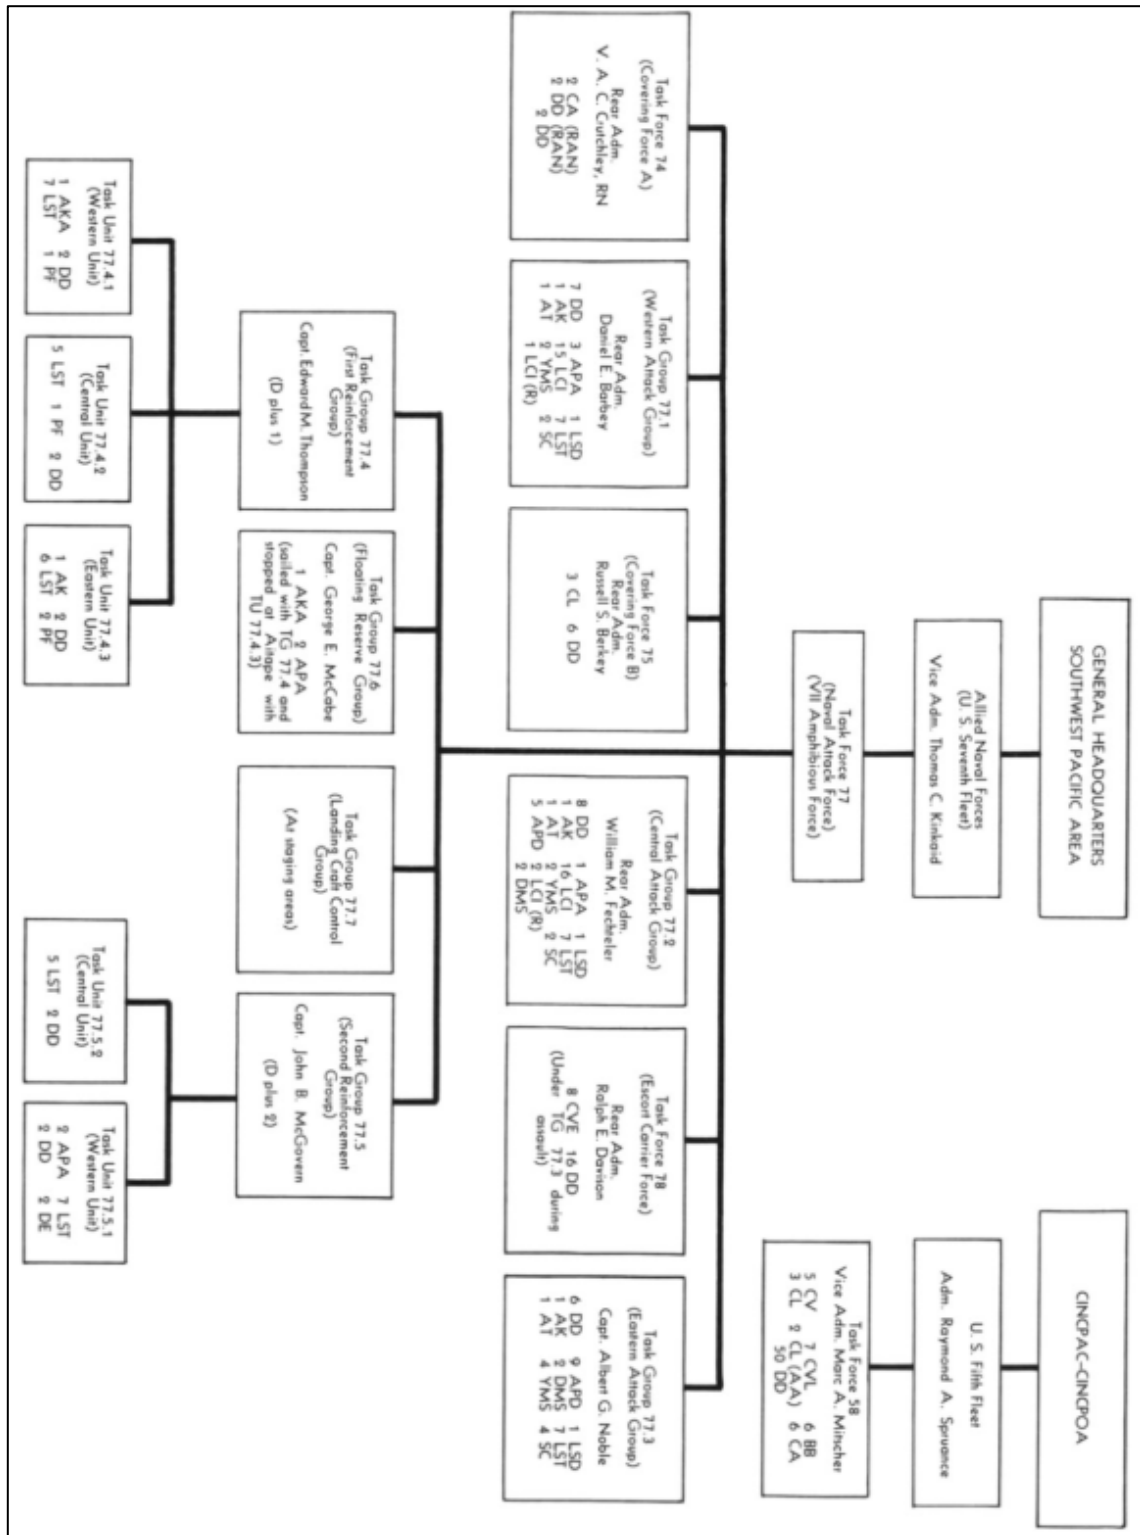 GENERAL HEADQUARTERS
SOUTHWEST PACIFIC AREA
CINCPAC-CINCPOA
Allied Naval Forces
(U. S. Seventh Fleet)
Vice Adm. Thomas C. Kinkaid
U. S. Fifth Fleet
Adm. Raymond A. Spruance
Task Force 77
(Naval Attack Force)
(VII Amphibious Force)
Task Force 58
Vice Adm. Marc A. Mitscher
5 CV 7 CVL 6 BB
3 CL 2 CL (AA) 6 CA
50 DD
Task Force 74
(Covering Force A)
Rear Adm.
V. A. C. Crutchley, RN
2 CA (RAN)
2 DD (RAN)
2 DD
Task Group 77.1
(Western Attack Group)
Rear Adm.
Daniel E. Barbey
7 DD 3 APA 1 LSD
1 AK 15 LCI 7 LST
1 AT 2 YMS 2 SC
1 LCI (R)
Task Force 75
(Covering Force B)
Rear Adm.
Russell S. Berkey
3 CL 6 DD
Task Group 77.2
(Central Attack Group)
Rear Adm.
William M. Fechteler
8 DD 1 APA 1 LSD
1 AK 16 LCI 7 LST
1 AT 2 YMS 2 SC
5 APD 2 LCI (R)
2 DMS
Task Force 78
(Escort Carrier Force)
Rear Adm.
Ralph E. Davison
8 CVE 16 DD
(Under TG 77.3 during
assault)
Task Group 77.3
(Eastern Attack Group)
Capt. Albert G. Noble
6 DD 9 APD 1 LSD
1 AK 2 DMS 7 LST
1 AT 4 YMS 4 SC
Task Group 77.4
(First Reinforcement
Group)
Capt. Edward M. Thompson
(D plus 1)
Task Group 77.6
(Floating Reserve Group)
Capt. George E. McCabe
1 AKA 2 APA
(sailed with TG 77.4 and
stopped at Aitape with
TU 77.4.3)
Task Group 77.7
(Landing Craft Control
Group)
(At staging areas)
Task Group 77.5
(Second Reinforcement
Group)
Capt. John B. McGovern
(D plus 2)
Task Unit 77.4.1
(Western Unit)
1 AKA 2 DD
7 LST 1 PF
Task Unit 77.4.2
(Central Unit)
5 LST 1 PF 2 DD
Task Unit 77.4.3
(Eastern Unit)
1 AK 2 DD
6 LST 2 PF
Task Unit 77.5.2
(Central Unit)
5 LST 2 DD
Task Unit 77.5.1
(Western Unit)
2 APA 7 LST
2 DD 2 DE